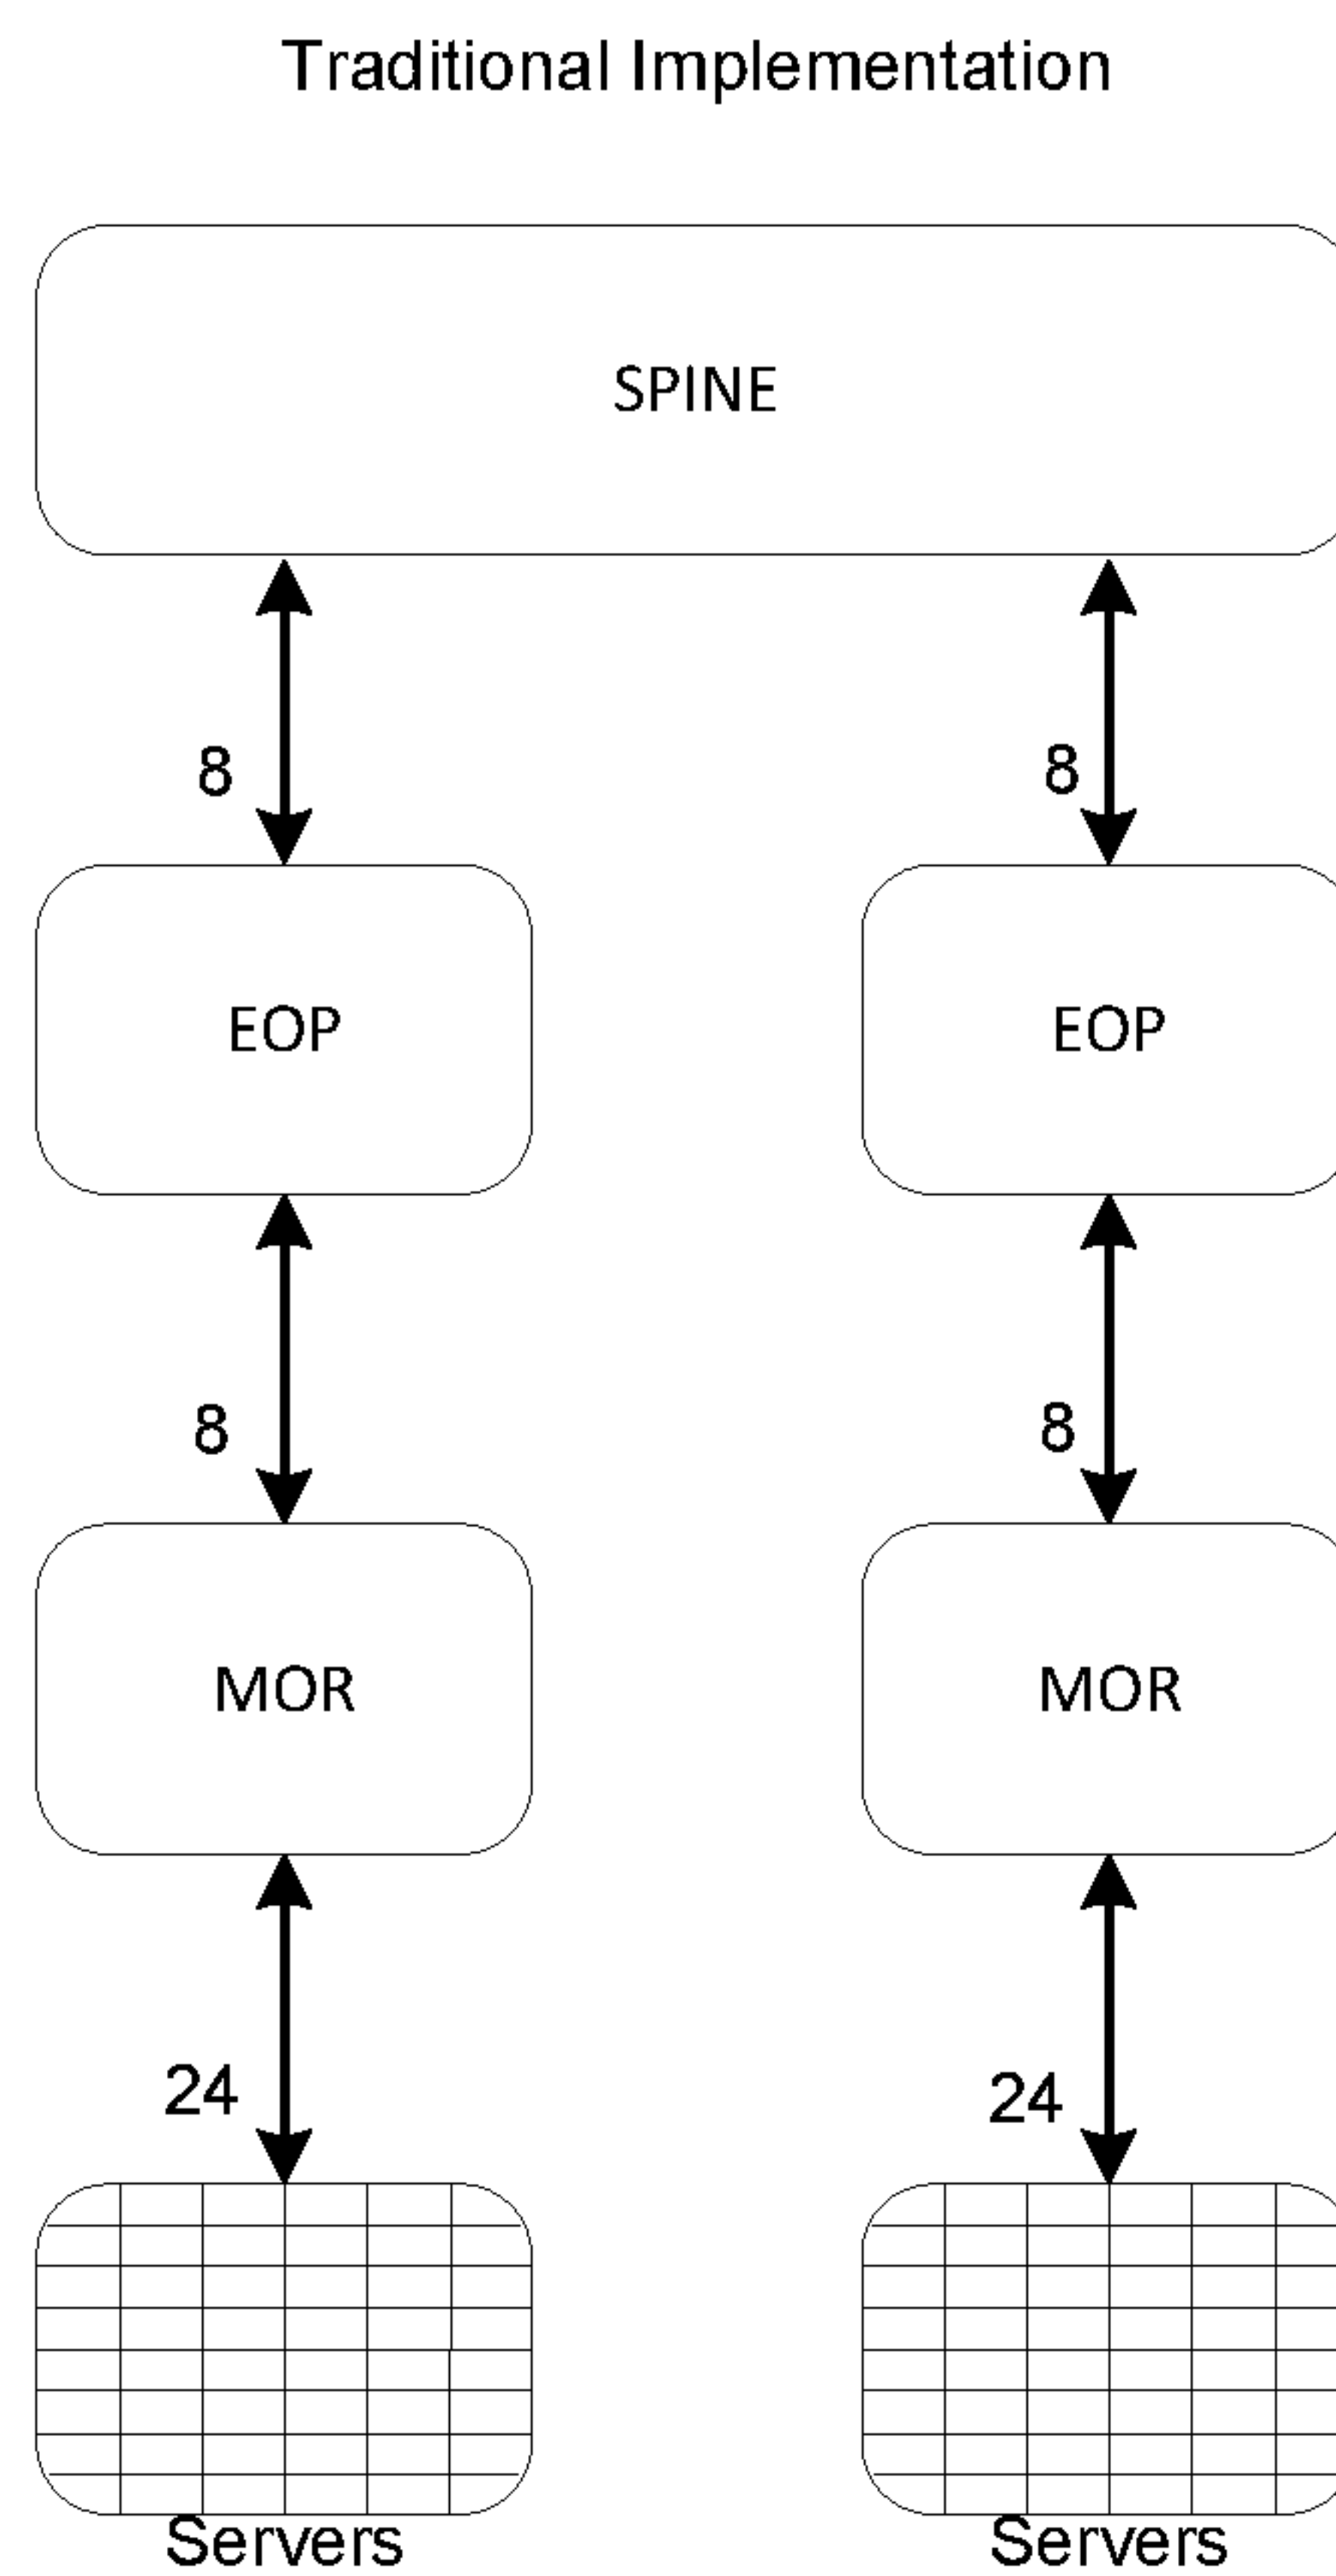 Traditional Implementation
SPINE
8 8
EOP EOP
8 8
MOR MOR
24 24
Servers Servers